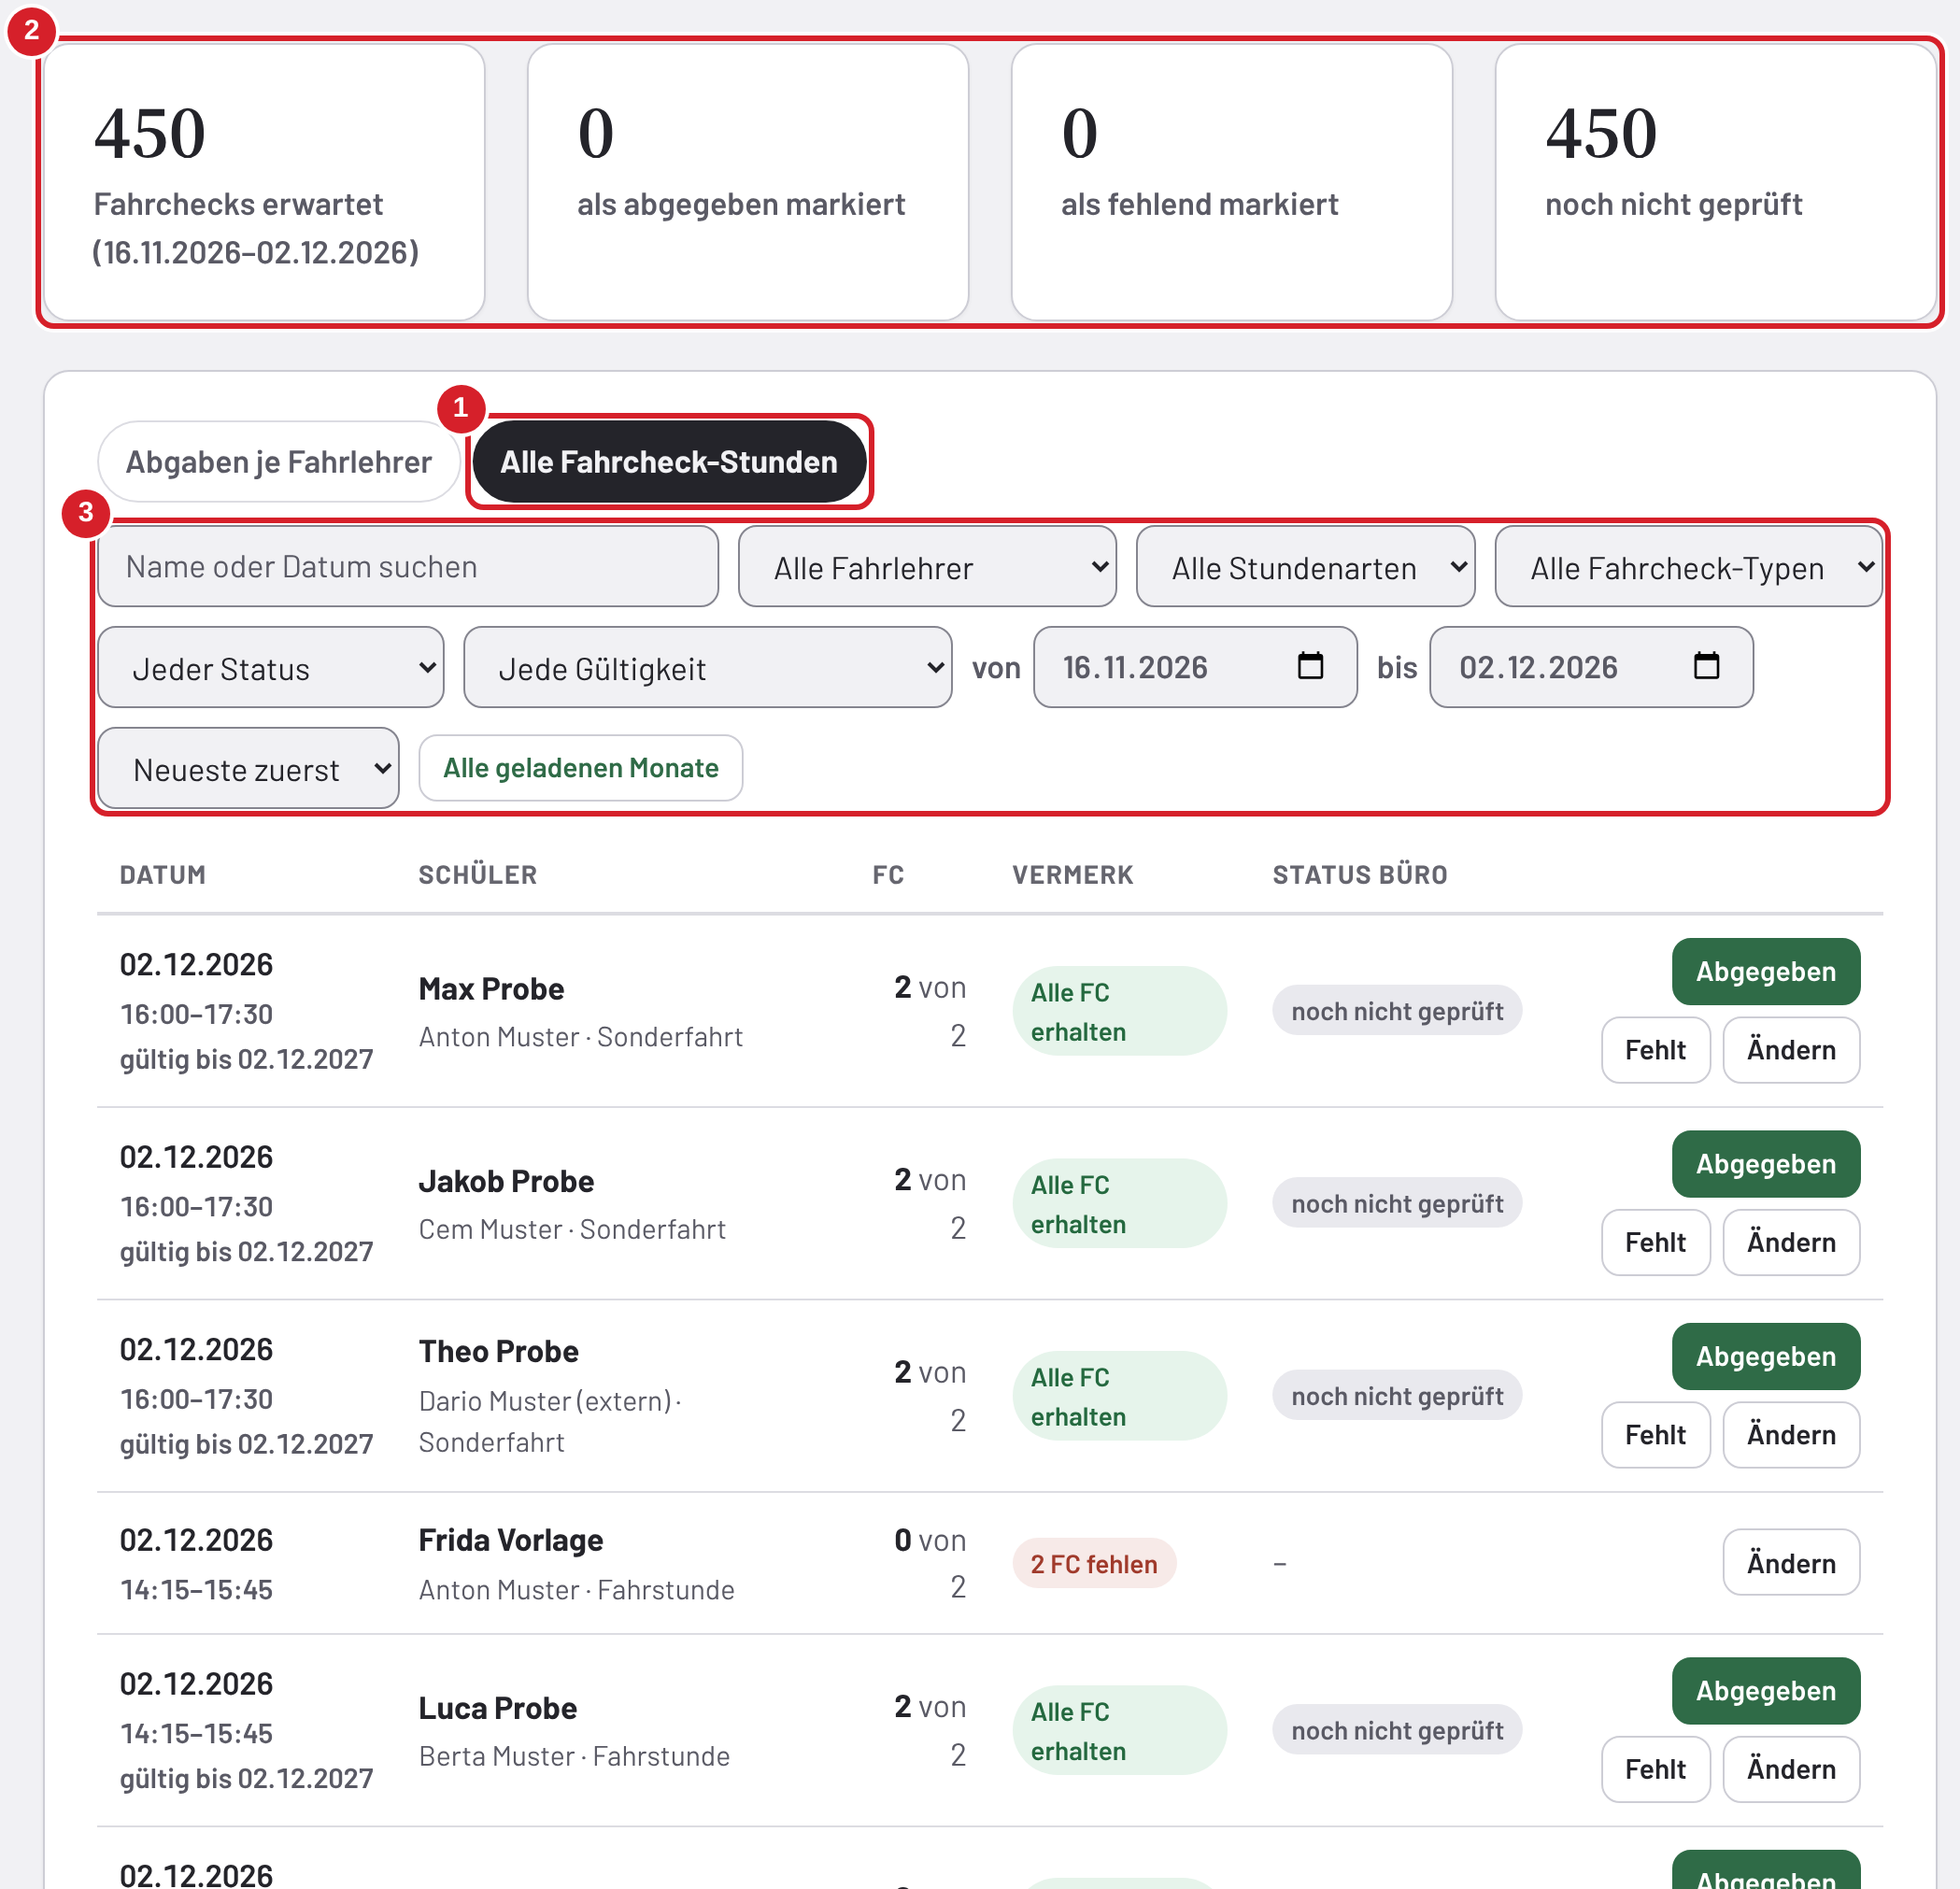 2
450
Fahrchecks erwartet
(16.11.2026–02.12.2026)
0
als abgegeben markiert
0
als fehlend markiert
450
noch nicht geprüft
1
Abgaben je Fahrlehrer
Alle Fahrcheck-Stunden
3
Name oder Datum suchen
Alle Fahrlehrer
Alle Stundenarten
Alle Fahrcheck-Typen
Jeder Status
Jede Gültigkeit
von
16.11.2026
bis
02.12.2026
Neueste zuerst
Alle geladenen Monate
DATUM
SCHÜLER
FC
VERMERK
STATUS BÜRO
02.12.2026
16:00–17:30
gültig bis 02.12.2027
Max Probe
Anton Muster · Sonderfahrt
2 von
2
Alle FC
erhalten
noch nicht geprüft
Abgegeben
Fehlt
Ändern
02.12.2026
16:00–17:30
gültig bis 02.12.2027
Jakob Probe
Cem Muster · Sonderfahrt
2 von
2
Alle FC
erhalten
noch nicht geprüft
Abgegeben
Fehlt
Ändern
02.12.2026
16:00–17:30
gültig bis 02.12.2027
Theo Probe
Dario Muster (extern) ·
Sonderfahrt
2 von
2
Alle FC
erhalten
noch nicht geprüft
Abgegeben
Fehlt
Ändern
02.12.2026
14:15–15:45
Frida Vorlage
Anton Muster · Fahrstunde
0 von
2
2 FC fehlen
–
Ändern
02.12.2026
14:15–15:45
gültig bis 02.12.2027
Luca Probe
Berta Muster · Fahrstunde
2 von
2
Alle FC
erhalten
noch nicht geprüft
Abgegeben
Fehlt
Ändern
02.12.2026
Abgegeben